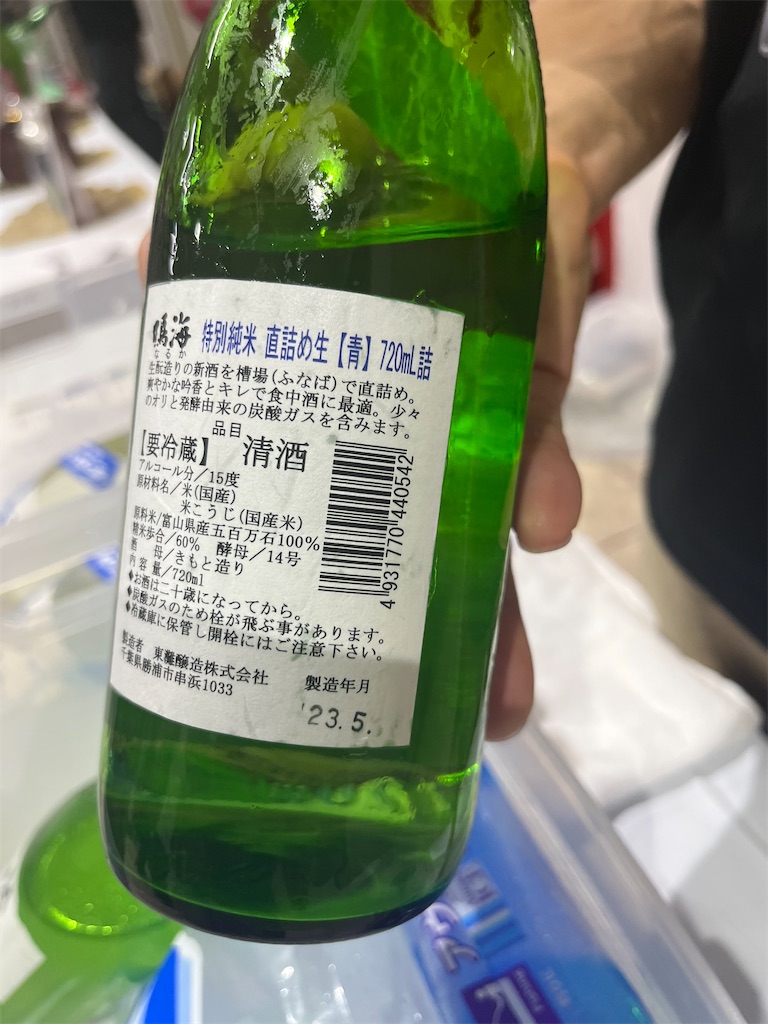 鳴海 特別純米 直詰め生【青】720mL詰
なるか
生酛造りの新酒を槽場(ふなば)で直詰め。
爽やかな吟香とキレで食中酒に最適。少々
のオリと発酵由来の炭酸ガスを含みます。
品目
【要冷蔵】 清酒
アルコール分／15度
原材料名／米(国産)
米こうじ(国産米)
原料米/富山県産五百万石100%
精米歩合／60% 酵母／14号
酒 母／きもと造り
内 容 量／720ml
◆お酒は二十歳になってから。
◆炭酸ガスのため栓が飛ぶ事があります。
◆冷蔵庫に保管し開栓にはご注意下さい。
製造者 東灘醸造株式会社
千葉県勝浦市串浜1033
製造年月
'23.5.
4 931770 440542